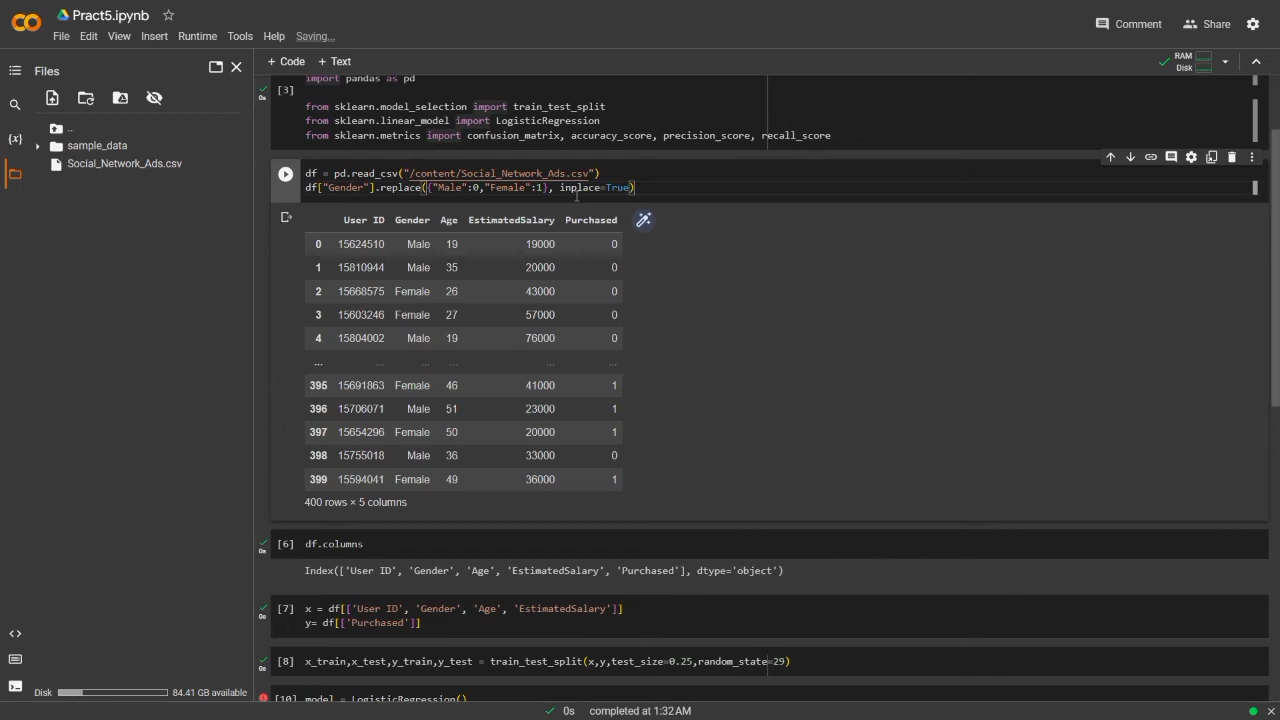 Pract5.ipynb
File Edit View Insert Runtime Tools Help Saving...
Comment Share
Files
+ Code + Text
RAM
Disk
..
sample_data
Social_Network_Ads.csv
import pandas as pd
[3]
0s
from sklearn.model_selection import train_test_split
from sklearn.linear_model import LogisticRegression
from sklearn.metrics import confusion_matrix, accuracy_score, precision_score, recall_score
df = pd.read_csv("/content/Social_Network_Ads.csv")
df["Gender"].replace({"Male":0,"Female":1}, inplace=True)
User ID Gender Age EstimatedSalary Purchased
0 15624510 Male 19 19000 0
1 15810944 Male 35 20000 0
2 15668575 Female 26 43000 0
3 15603246 Female 27 57000 0
4 15804002 Male 19 76000 0
... ... ... ... ... ...
395 15691863 Female 46 41000 1
396 15706071 Male 51 23000 1
397 15654296 Female 50 20000 1
398 15755018 Male 36 33000 0
399 15594041 Female 49 36000 1
400 rows × 5 columns
[6] df.columns
0s
Index(['User ID', 'Gender', 'Age', 'EstimatedSalary', 'Purchased'], dtype='object')
[7] x = df[['User ID', 'Gender', 'Age', 'EstimatedSalary']]
0s
y= df[['Purchased']]
[8] x_train,x_test,y_train,y_test = train_test_split(x,y,test_size=0.25,random_state=29)
0s
[10] model = LogisticRegression()
Disk 84.41 GB available
0s completed at 1:32AM